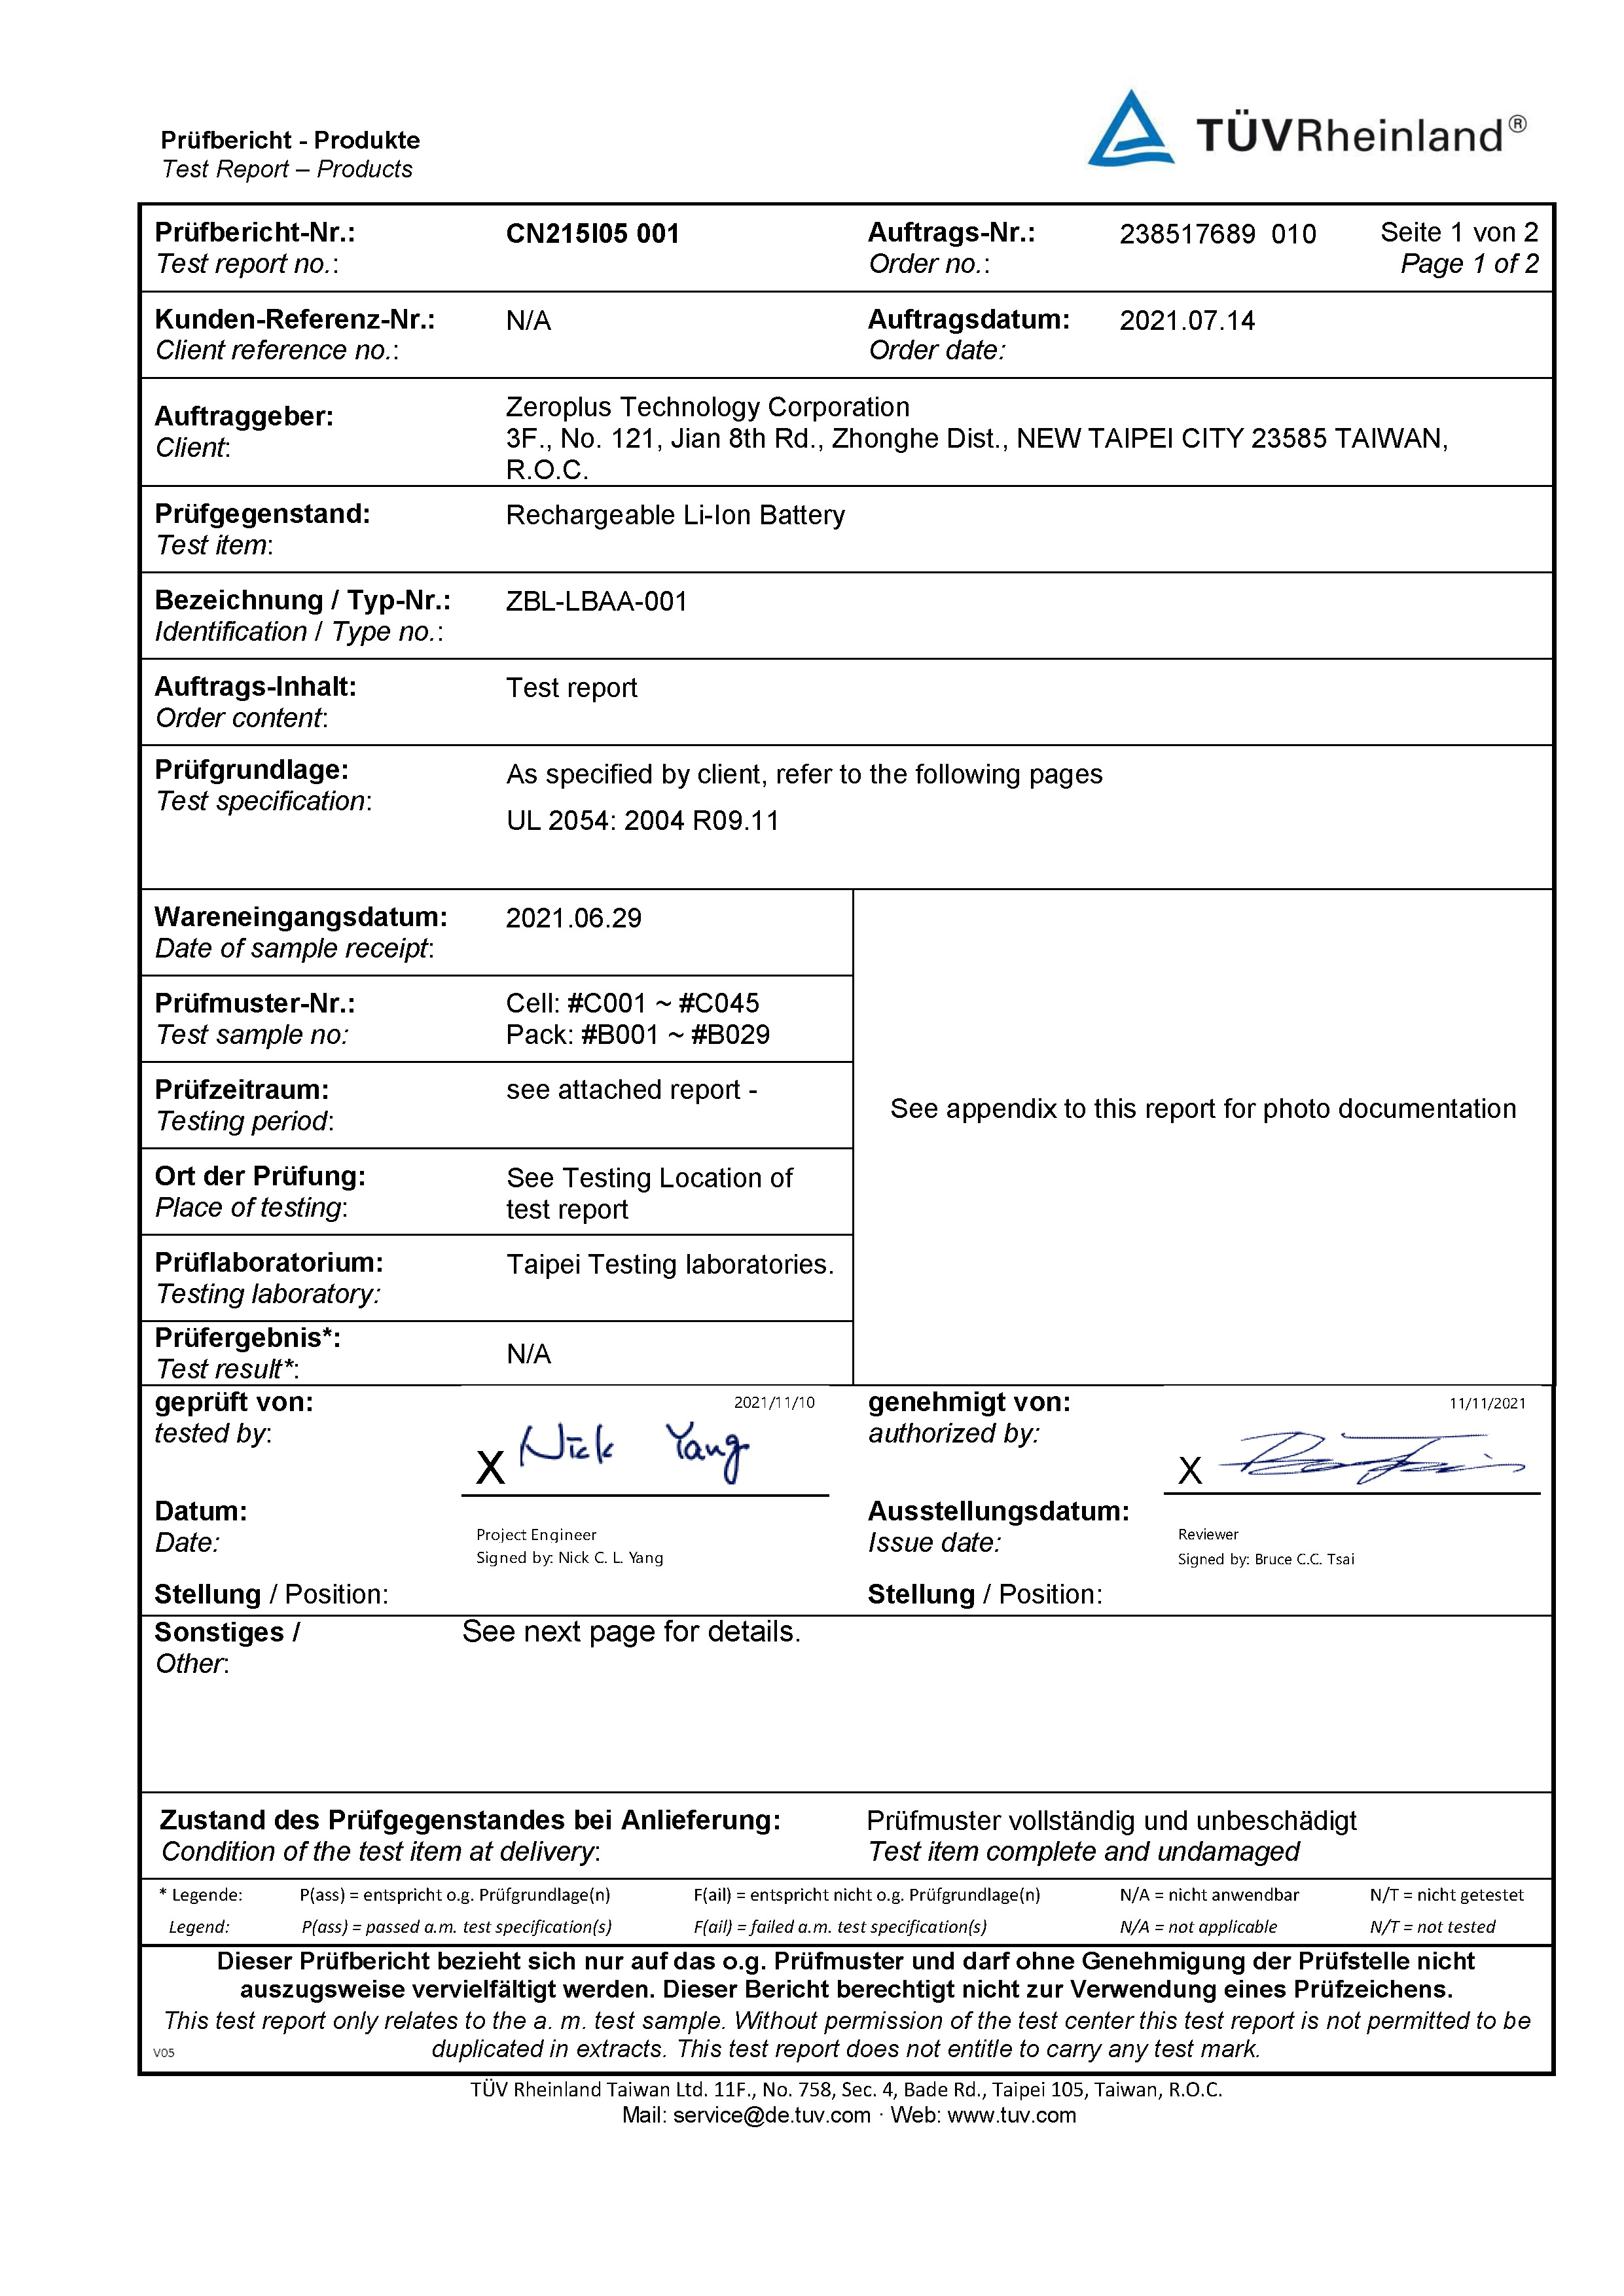 Prüfbericht - Produkte
Test Report – Products
TÜVRheinland®
Prüfbericht-Nr.: CN215I05 001 Auftrags-Nr.: 238517689 010 Seite 1 von 2
Test report no.: Order no.: Page 1 of 2
Kunden-Referenz-Nr.: N/A Auftragsdatum: 2021.07.14
Client reference no.: Order date:
Auftraggeber:
Client:
Zeroplus Technology Corporation
3F., No. 121, Jian 8th Rd., Zhonghe Dist., NEW TAIPEI CITY 23585 TAIWAN,
R.O.C.
Prüfgegenstand: Rechargeable Li-Ion Battery
Test item:
Bezeichnung / Typ-Nr.: ZBL-LBAA-001
Identification / Type no.:
Auftrags-Inhalt: Test report
Order content:
Prüfgrundlage: As specified by client, refer to the following pages
Test specification:
UL 2054: 2004 R09.11
Wareneingangsdatum: 2021.06.29
Date of sample receipt:
Prüfmuster-Nr.: Cell: #C001 ~ #C045
Test sample no: Pack: #B001 ~ #B029
Prüfzeitraum: see attached report -
Testing period:
Ort der Prüfung: See Testing Location of
Place of testing: test report
Prüflaboratorium: Taipei Testing laboratories.
Testing laboratory:
Prüfergebnis*:
Test result*: N/A
See appendix to this report for photo documentation
geprüft von: 2021/11/10
tested by:
X Nick Yang
Datum:
Date:
Project Engineer
Signed by: Nick C. L. Yang
Stellung / Position:
genehmigt von: 11/11/2021
authorized by:
X
Ausstellungsdatum:
Issue date:
Reviewer
Signed by: Bruce C.C. Tsai
Stellung / Position:
Sonstiges / See next page for details.
Other:
Zustand des Prüfgegenstandes bei Anlieferung: Prüfmuster vollständig und unbeschädigt
Condition of the test item at delivery: Test item complete and undamaged
* Legende: P(ass) = entspricht o.g. Prüfgrundlage(n) F(ail) = entspricht nicht o.g. Prüfgrundlage(n) N/A = nicht anwendbar N/T = nicht getestet
Legend: P(ass) = passed a.m. test specification(s) F(ail) = failed a.m. test specification(s) N/A = not applicable N/T = not tested
Dieser Prüfbericht bezieht sich nur auf das o.g. Prüfmuster und darf ohne Genehmigung der Prüfstelle nicht
auszugsweise vervielfältigt werden. Dieser Bericht berechtigt nicht zur Verwendung eines Prüfzeichens.
This test report only relates to the a. m. test sample. Without permission of the test center this test report is not permitted to be
duplicated in extracts. This test report does not entitle to carry any test mark.
V05
TÜV Rheinland Taiwan Ltd. 11F., No. 758, Sec. 4, Bade Rd., Taipei 105, Taiwan, R.O.C.
Mail: service@de.tuv.com · Web: www.tuv.com